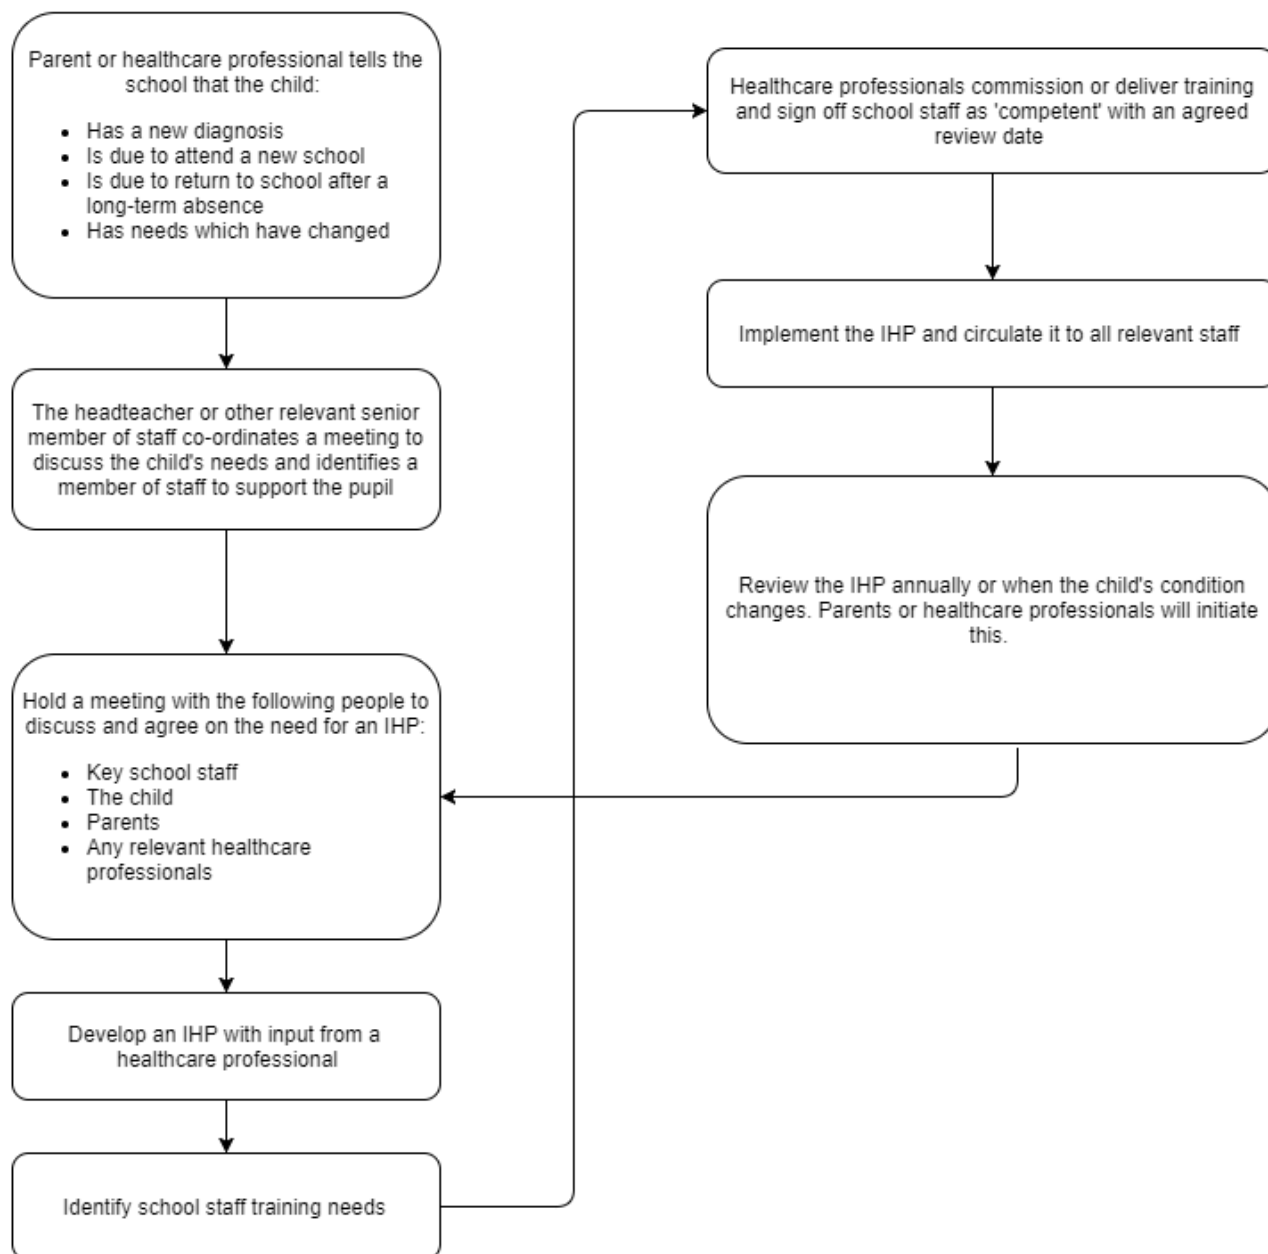 Parent or healthcare professional tells the
school that the child:
• Has a new diagnosis
• Is due to attend a new school
• Is due to return to school after a
long-term absence
• Has needs which have changed
The headteacher or other relevant senior
member of staff co-ordinates a meeting to
discuss the child's needs and identifies a
member of staff to support the pupil
Hold a meeting with the following people to
discuss and agree on the need for an IHP:
• Key school staff
• The child
• Parents
• Any relevant healthcare
professionals
Develop an IHP with input from a
healthcare professional
Identify school staff training needs
Healthcare professionals commission or deliver training
and sign off school staff as 'competent' with an agreed
review date
Implement the IHP and circulate it to all relevant staff
Review the IHP annually or when the child's condition
changes. Parents or healthcare professionals will initiate
this.